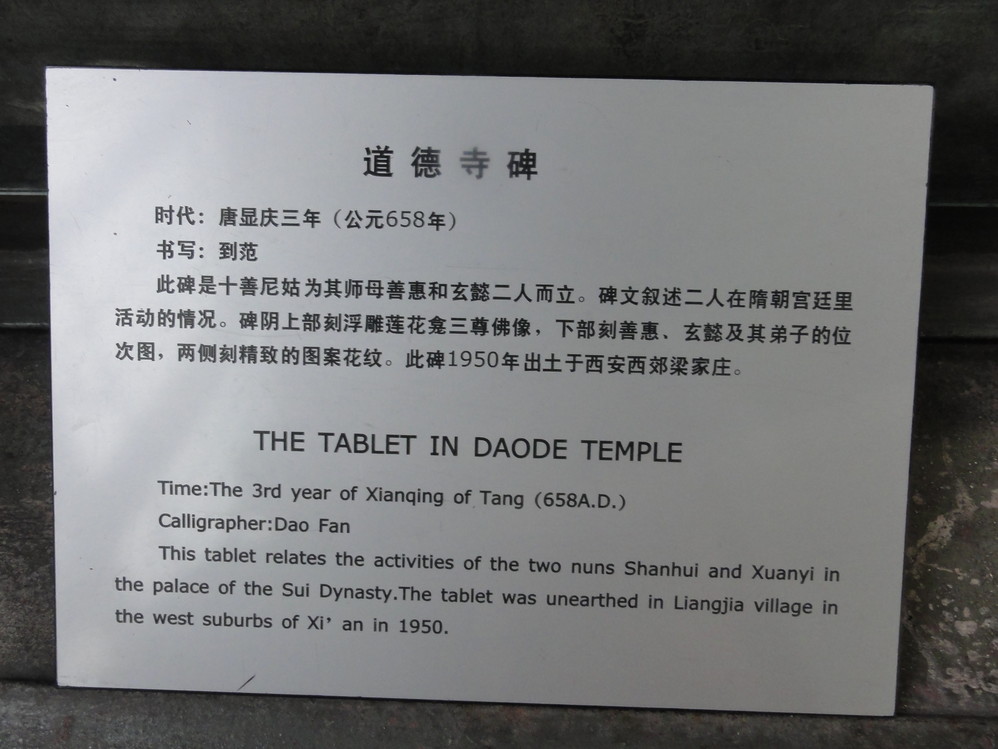 道德寺碑
时代：唐显庆三年（公元658年）
书写：到范
此碑是十善尼姑为其师母善惠和玄懿二人而立。碑文叙述二人在隋朝宫廷里
活动的情况。碑阴上部刻浮雕莲花龛三尊佛像，下部刻善惠、玄懿及其弟子的位
次图，两侧刻精致的图案花纹。此碑1950年出土于西安西郊梁家庄。
THE TABLET IN DAODE TEMPLE
Time:The 3rd year of Xianqing of Tang (658A.D.)
Calligrapher:Dao Fan
This tablet relates the activities of the two nuns Shanhui and Xuanyi in
the palace of the Sui Dynasty.The tablet was unearthed in Liangjia village in
the west suburbs of Xi’ an in 1950.